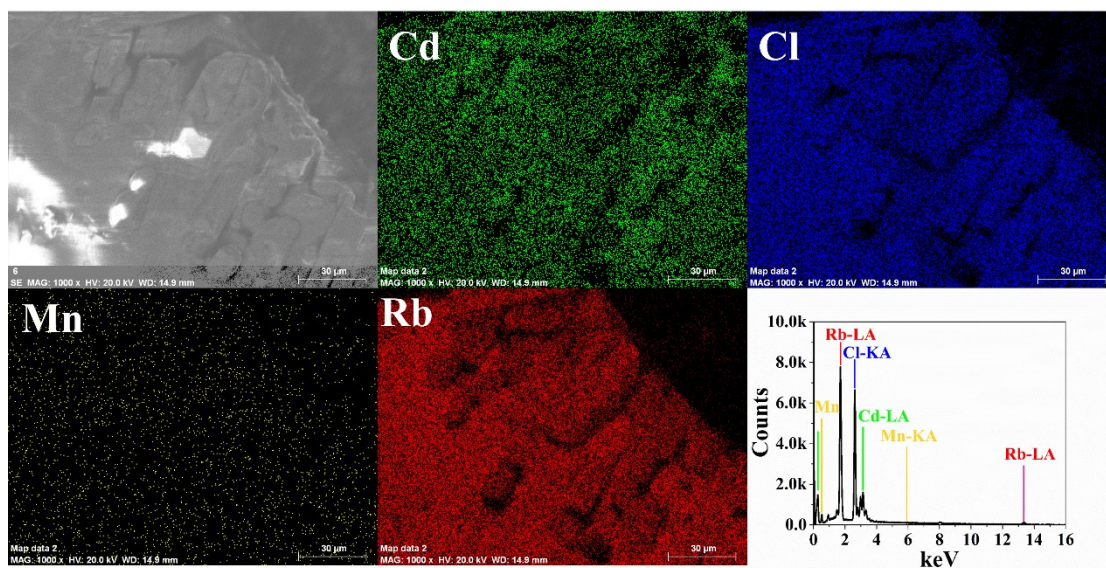 Cd
Cl
6
SE MAG: 1000 x HV: 20.0 kV WD: 14.9 mm
30 µm
Map data 2
MAG: 1000 x HV: 20.0 kV WD: 14.9 mm
30 µm
Map data 2
MAG: 1000 x HV: 20.0 kV WD: 14.9 mm
30 µm
Mn
Map data 2
MAG: 1000 x HV: 20.0 kV WD: 14.9 mm
30 µm
Rb
Map data 2
MAG: 1000 x HV: 20.0 kV WD: 14.9 mm
30 µm
10.0k
8.0k
6.0k
4.0k
2.0k
0.0
Counts
Rb-LA
Cl-KA
Mn
Cd-LA
Mn-KA
Rb-LA
0 2 4 6 8 10 12 14 16
keV